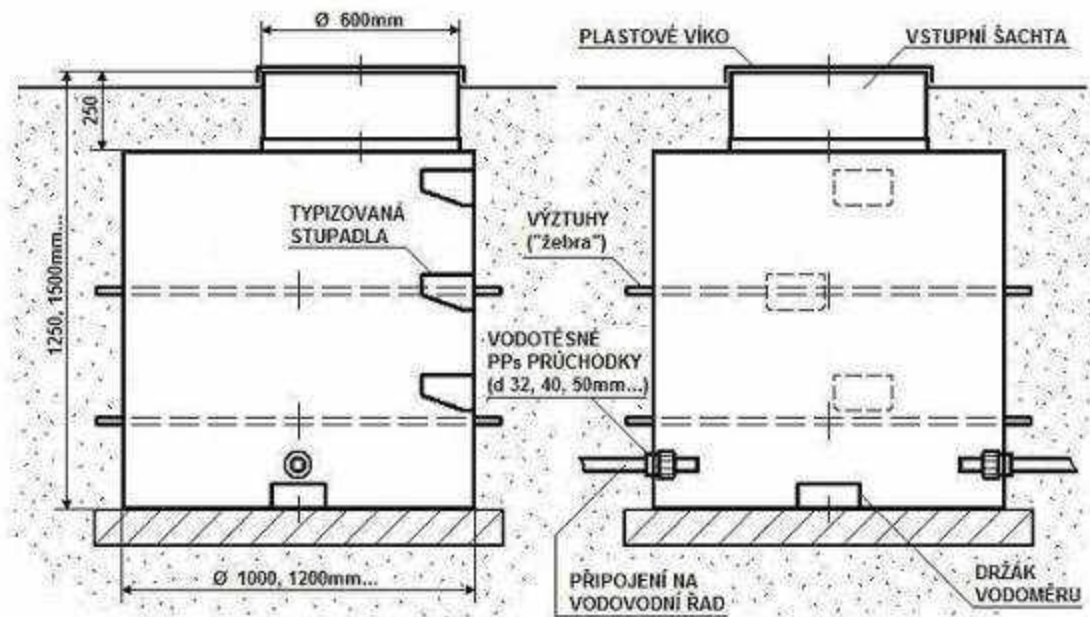 Ø 600mm
250
1250, 1500mm...
TYPIZOVANÁ
STUPADLA
Ø 1000, 1200mm...
PLASTOVÉ VÍKO
VSTUPNÍ ŠACHTA
VÝZTUHY
("žebra")
VODOTĚSNÉ
PPs PRŮCHODKY
(d 32, 40, 50mm...)
PŘIPOJENÍ NA
VODOVODNÍ ŘAD
DRŽÁK
VODOMĚRU